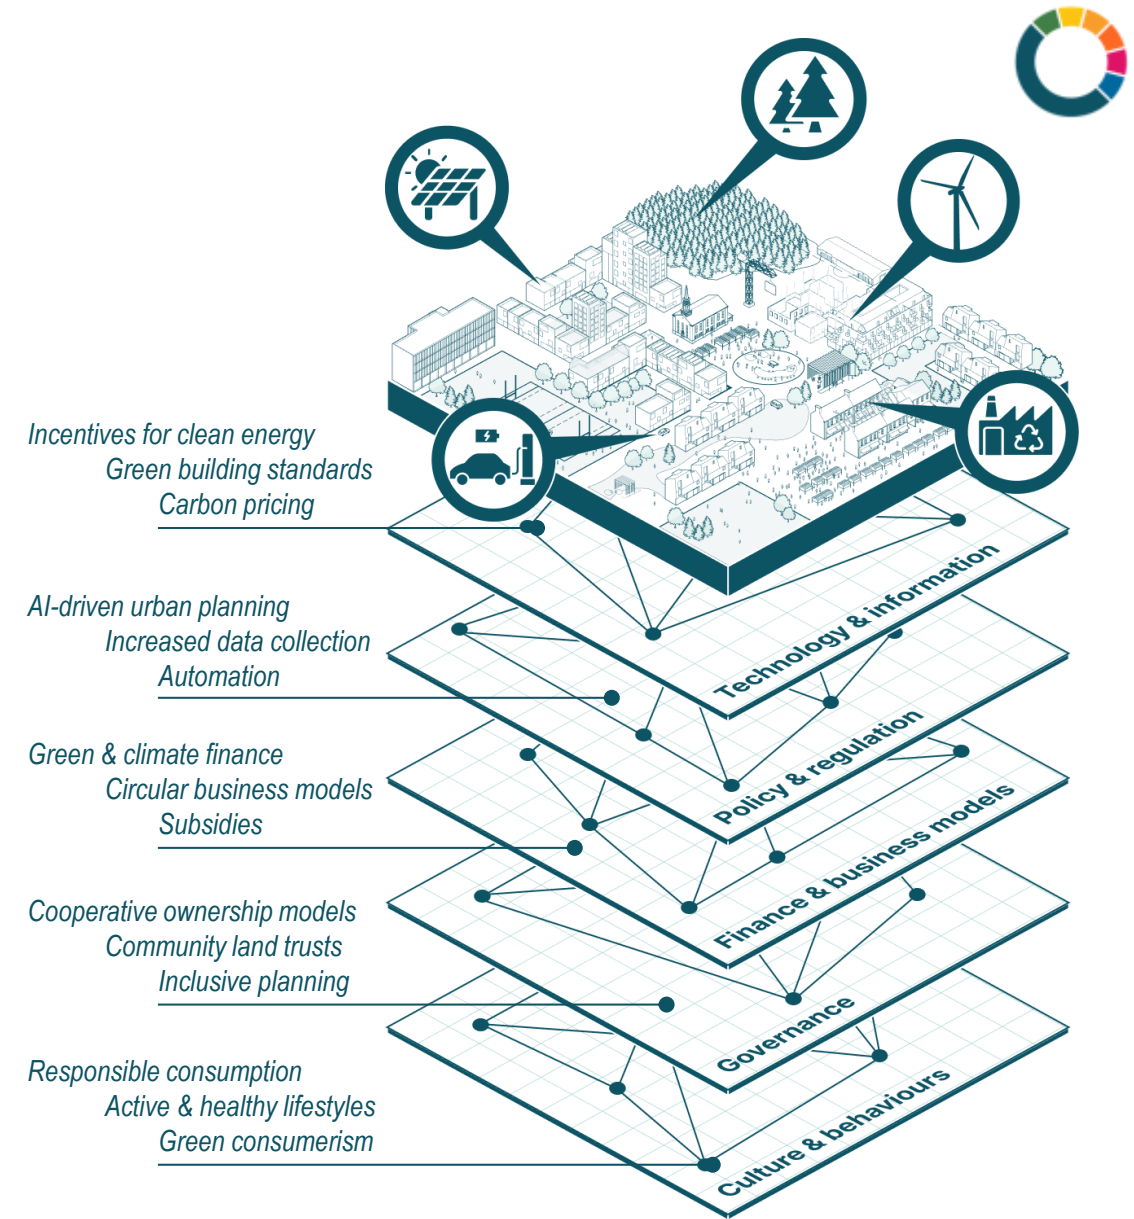 Incentives for clean energy
Green building standards
Carbon pricing
Technology & information
AI-driven urban planning
Increased data collection
Automation
Policy & regulation
Green & climate finance
Circular business models
Subsidies
Finance & business models
Cooperative ownership models
Community land trusts
Inclusive planning
Governance
Responsible consumption
Active & healthy lifestyles
Green consumerism
Culture & behaviours